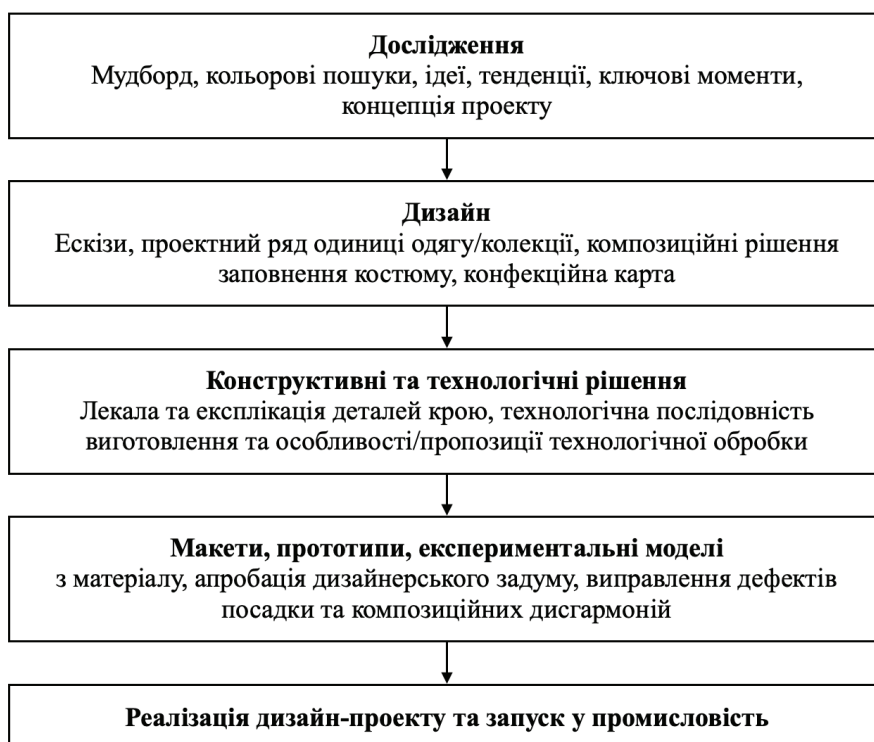 Дослідження
Мудборд, кольорові пошуки, ідеї, тенденції, ключові моменти,
концепція проекту
Дизайн
Ескізи, проектний ряд одиниці одягу/колекції, композиційні рішення
заповнення костюму, конфекційна карта
Конструктивні та технологічні рішення
Лекала та експлікація деталей крою, технологічна послідовність
виготовлення та особливості/пропозиції технологічної обробки
Макети, прототипи, експериментальні моделі
з матеріалу, апробація дизайнерського задуму, виправлення дефектів
посадки та композиційних дисгармоній
Реалізація дизайн-проекту та запуск у промисловість